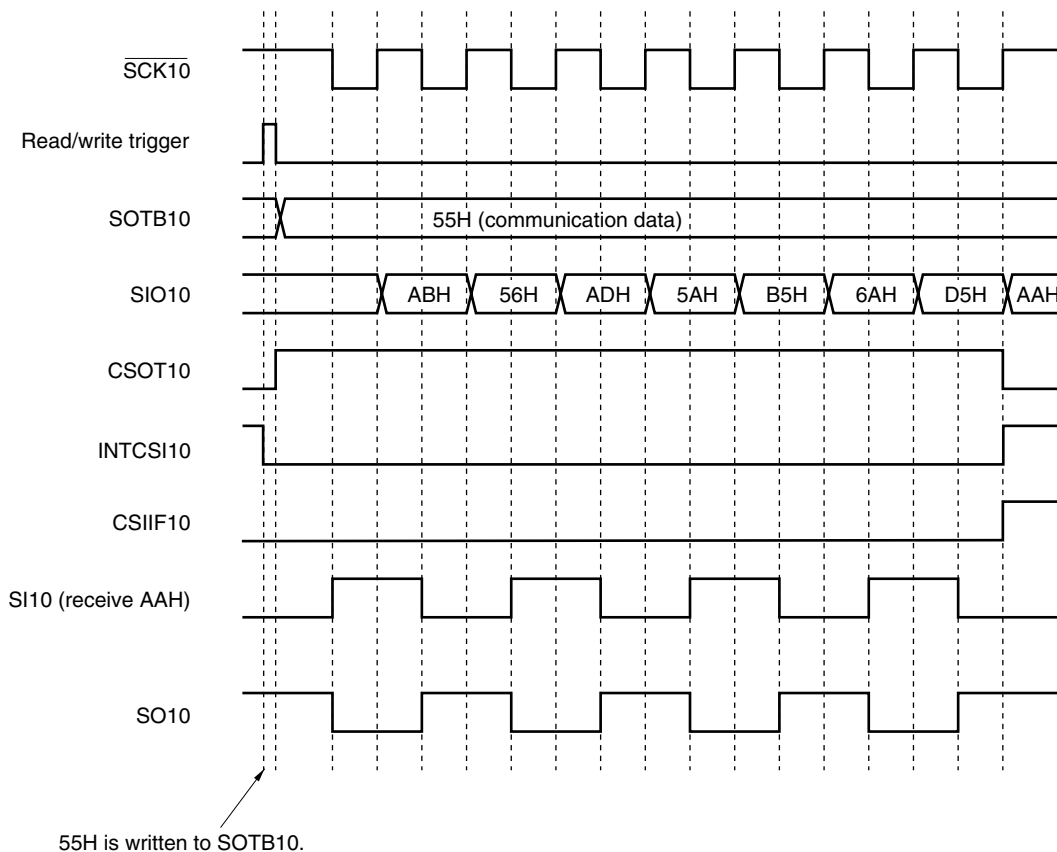 SCK10
Read/write trigger
SOTB10
55H (communication data)
SIO10
ABH 56H ADH 5AH B5H 6AH D5H AAH
CSOT10
INTCSI10
CSIIF10
SI10 (receive AAH)
SO10
55H is written to SOTB10.